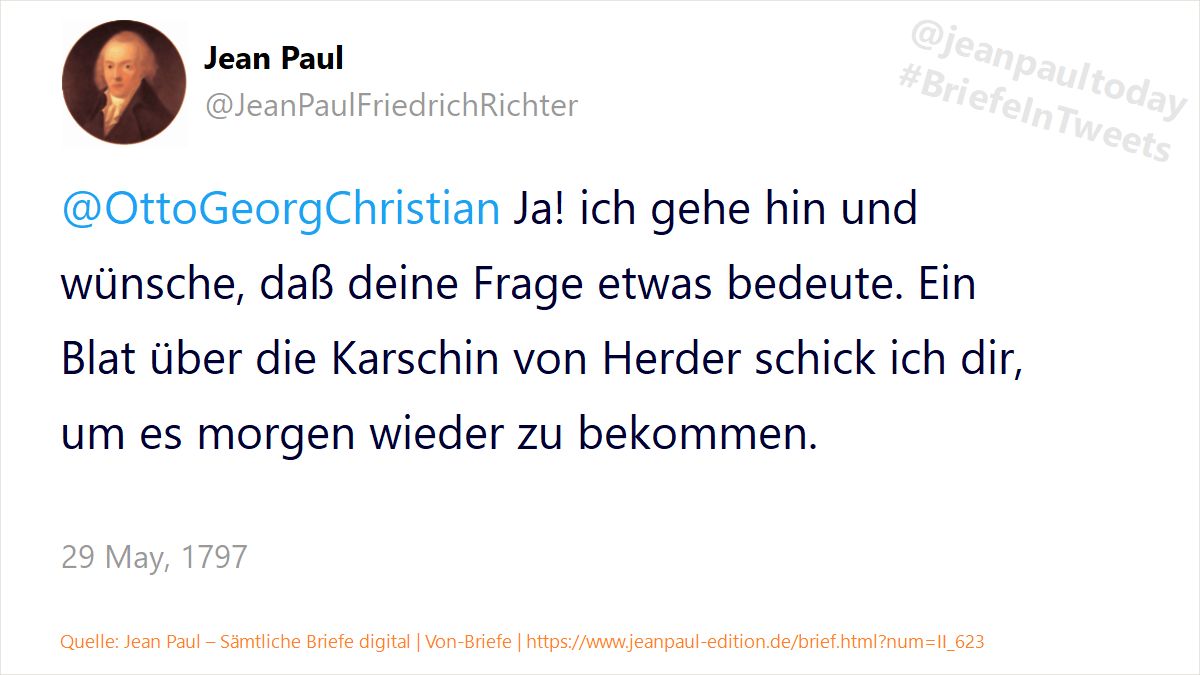 Jean Paul
@JeanPaulFriedrichRichter
@jeanpaultoday
#BriefeInTweets
@OttoGeorgChristian Ja! ich gehe hin und
wünsche, daß deine Frage etwas bedeute. Ein
Blat über die Karschin von Herder schick ich dir,
um es morgen wieder zu bekommen.
29 May, 1797
Quelle: Jean Paul – Sämtliche Briefe digital | Von-Briefe | https://www.jeanpaul-edition.de/brief.html?num=II_623